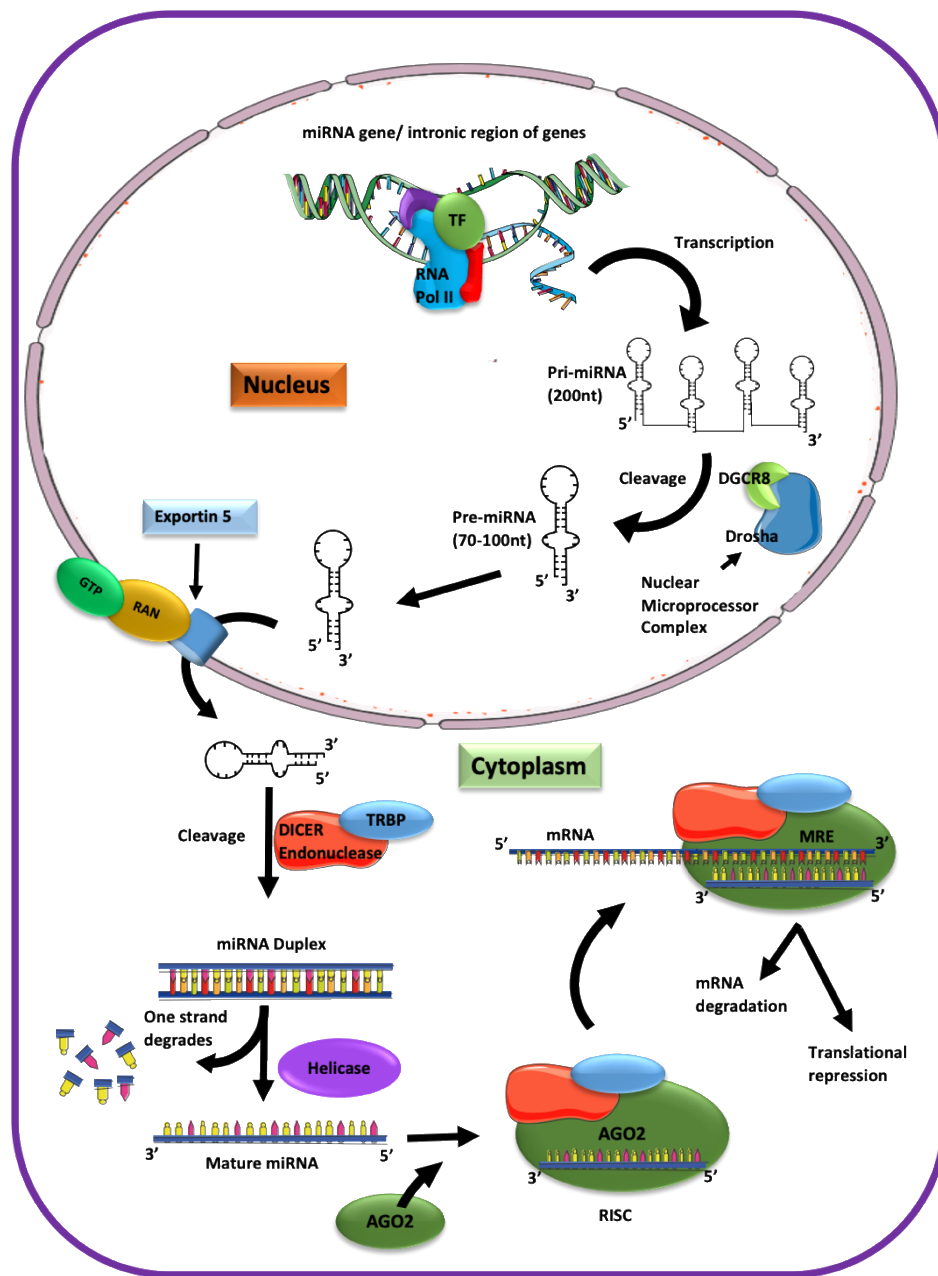 miRNA gene/ intronic region of genes
TF
RNA
Pol II
Transcription
Nucleus
Pri-miRNA
(200nt)
5’
3’
Cleavage
DGCR8
Drosha
Nuclear
Microprocessor
Complex
Pre-miRNA
(70-100nt)
5’
3’
Exportin 5
GTP
RAN
5’
3’
3’
5’
Cytoplasm
Cleavage
DICER
Endonuclease
TRBP
5’
mRNA
MRE
3’
3’
5’
mRNA
degradation
Translational
repression
miRNA Duplex
One strand
degrades
Helicase
3’
5’
Mature miRNA
AGO2
AGO2
3’
5’
RISC